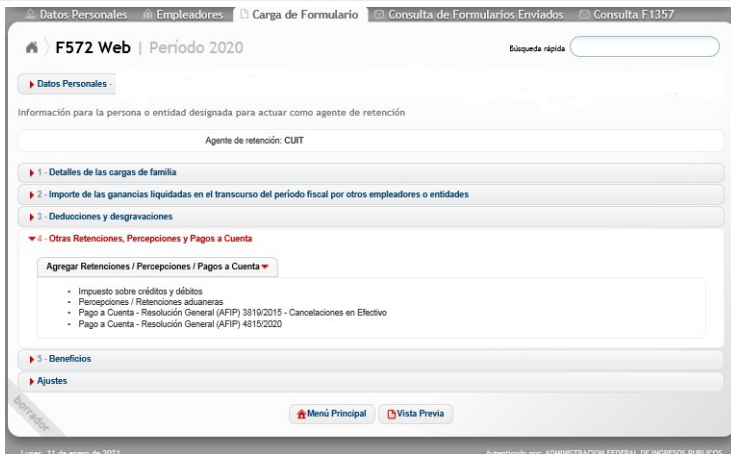 Datos Personales Empleadores Carga de Formulario Consulta de Formularios Enviados Consulta F1357
F572 Web | Período 2020 Búsqueda rápida
Datos Personales -
Información para la persona o entidad designada para actuar como agente de retención
Agente de retención: CUIT
1 - Detalles de las cargas de familia
2 - Importe de las ganancias liquidadas en el transcurso del período fiscal por otros empleadores o entidades
3 - Deducciones y desgravaciones
4 - Otras Retenciones, Percepciones y Pagos a Cuenta
Agregar Retenciones / Percepciones / Pagos a Cuenta
• Impuesto sobre créditos y débitos
• Percepciones / Retenciones aduaneras
• Pago a Cuenta - Resolución General (AFIP) 3819/2015 - Cancelaciones en Efectivo
• Pago a Cuenta - Resolución General (AFIP) 4815/2020
5 - Beneficios
Ajustes
borrador
Menú Principal Vista Previa
Lunes, 11 de enero de 2021 Autenticado por: ADMINISTRACION FEDERAL DE INGRESOS PUBLICOS